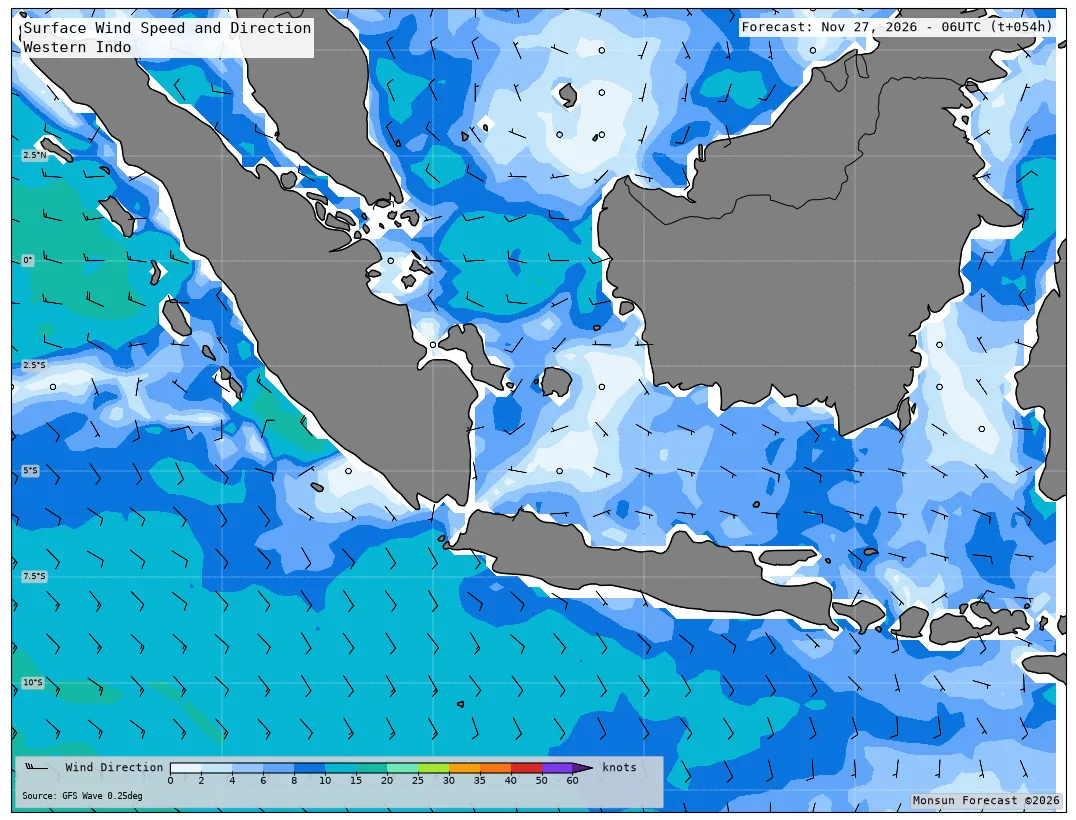 Surface Wind Speed and Direction
Western Indo
Forecast: Nov 27, 2026 - 06UTC (t+054h)
2.5°N
0°
2.5°S
5°S
7.5°S
10°S
Wind Direction
0 2 4 6 8 10 15 20 25 30 35 40 50 60
knots
Source: GFS Wave 0.25deg
Monsun Forecast ©2026